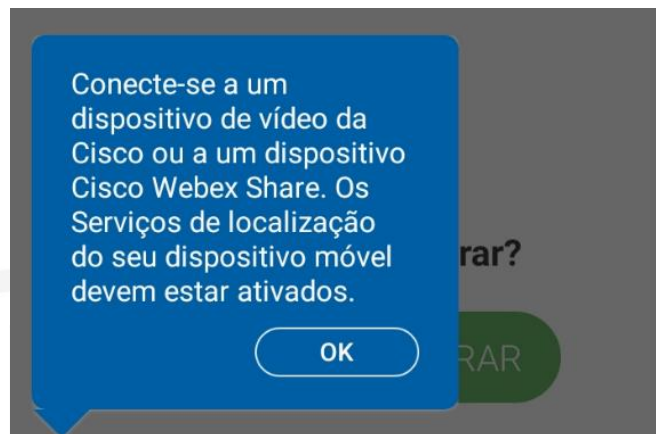 Conecte-se a um
dispositivo de vídeo da
Cisco ou a um dispositivo
Cisco Webex Share. Os
Serviços de localização
do seu dispositivo móvel
devem estar ativados.
rar?
OK
RAR